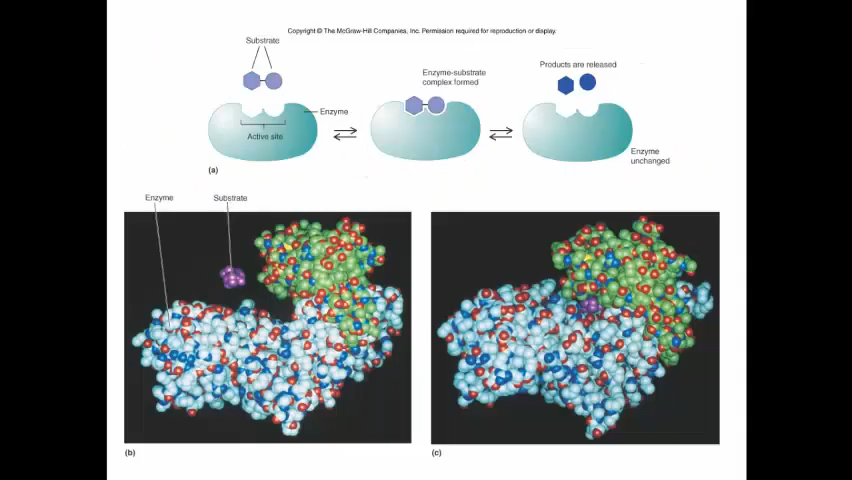 Copyright © The McGraw-Hill Companies, Inc. Permission required for reproduction or display.
Substrate
Enzyme-substrate
complex formed
Products are released
Enzyme
Active site
Enzyme
unchanged
(a)
Enzyme
Substrate
(b)
(c)